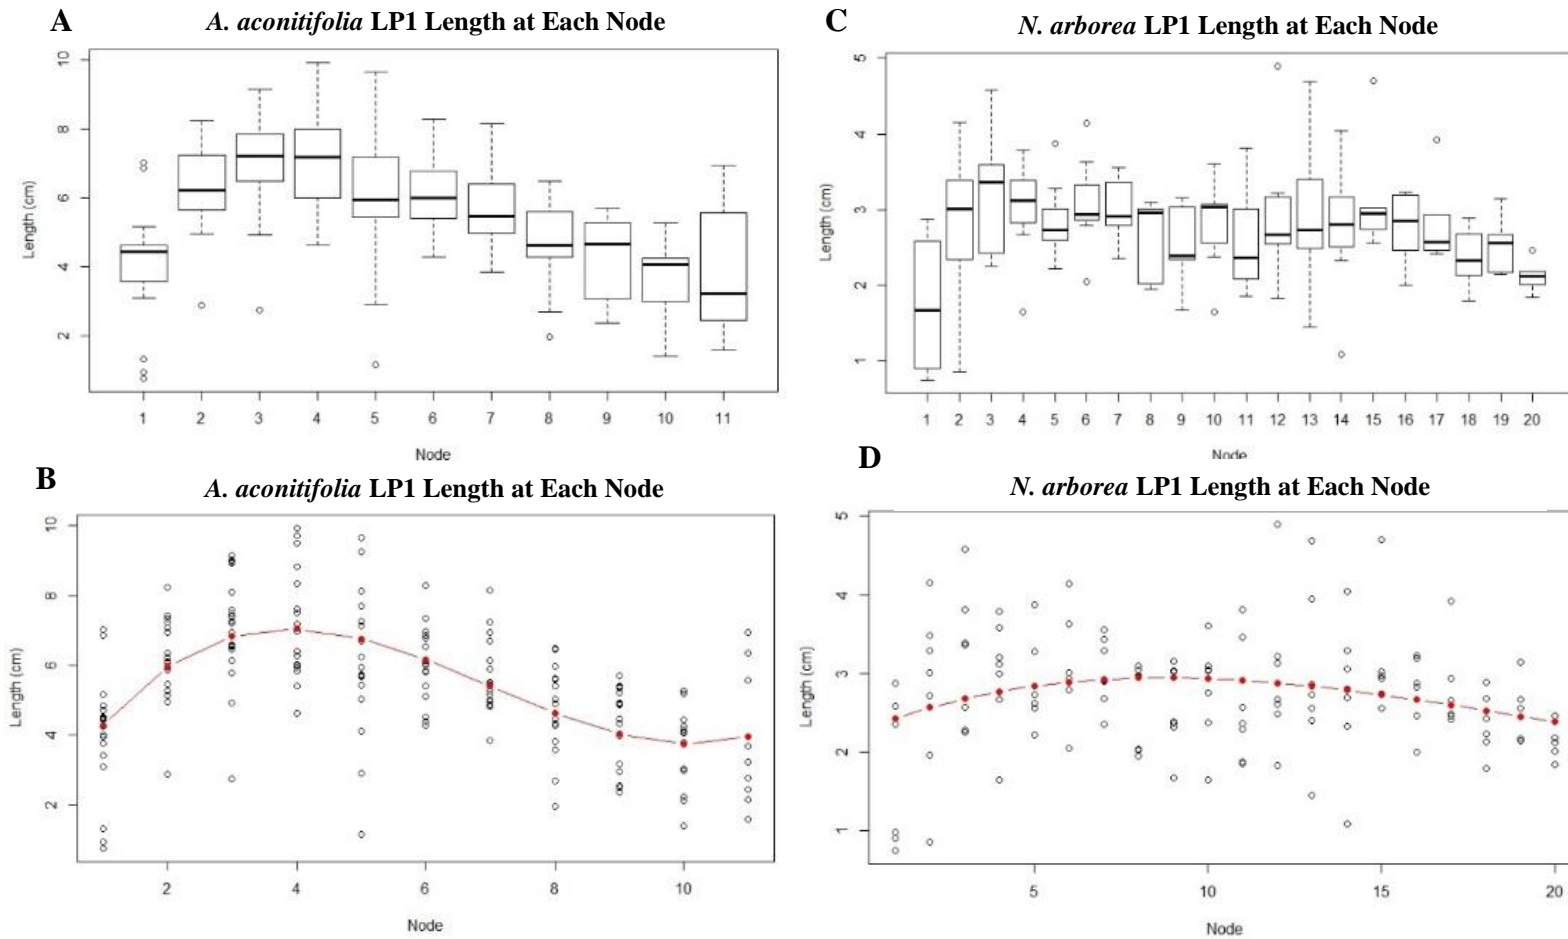 A
A. aconitifolia LP1 Length at Each Node
Length (cm)
10
8
6
4
2
1 2 3 4 5 6 7 8 9 10 11
Node
B
A. aconitifolia LP1 Length at Each Node
Length (cm)
10
8
6
4
2
2 4 6 8 10
Node
C
N. arborea LP1 Length at Each Node
Length (cm)
5
4
3
2
1
1 2 3 4 5 6 7 8 9 10 11 12 13 14 15 16 17 18 19 20
Node
D
N. arborea LP1 Length at Each Node
Length (cm)
5
4
3
2
1
5 10 15 20
Node